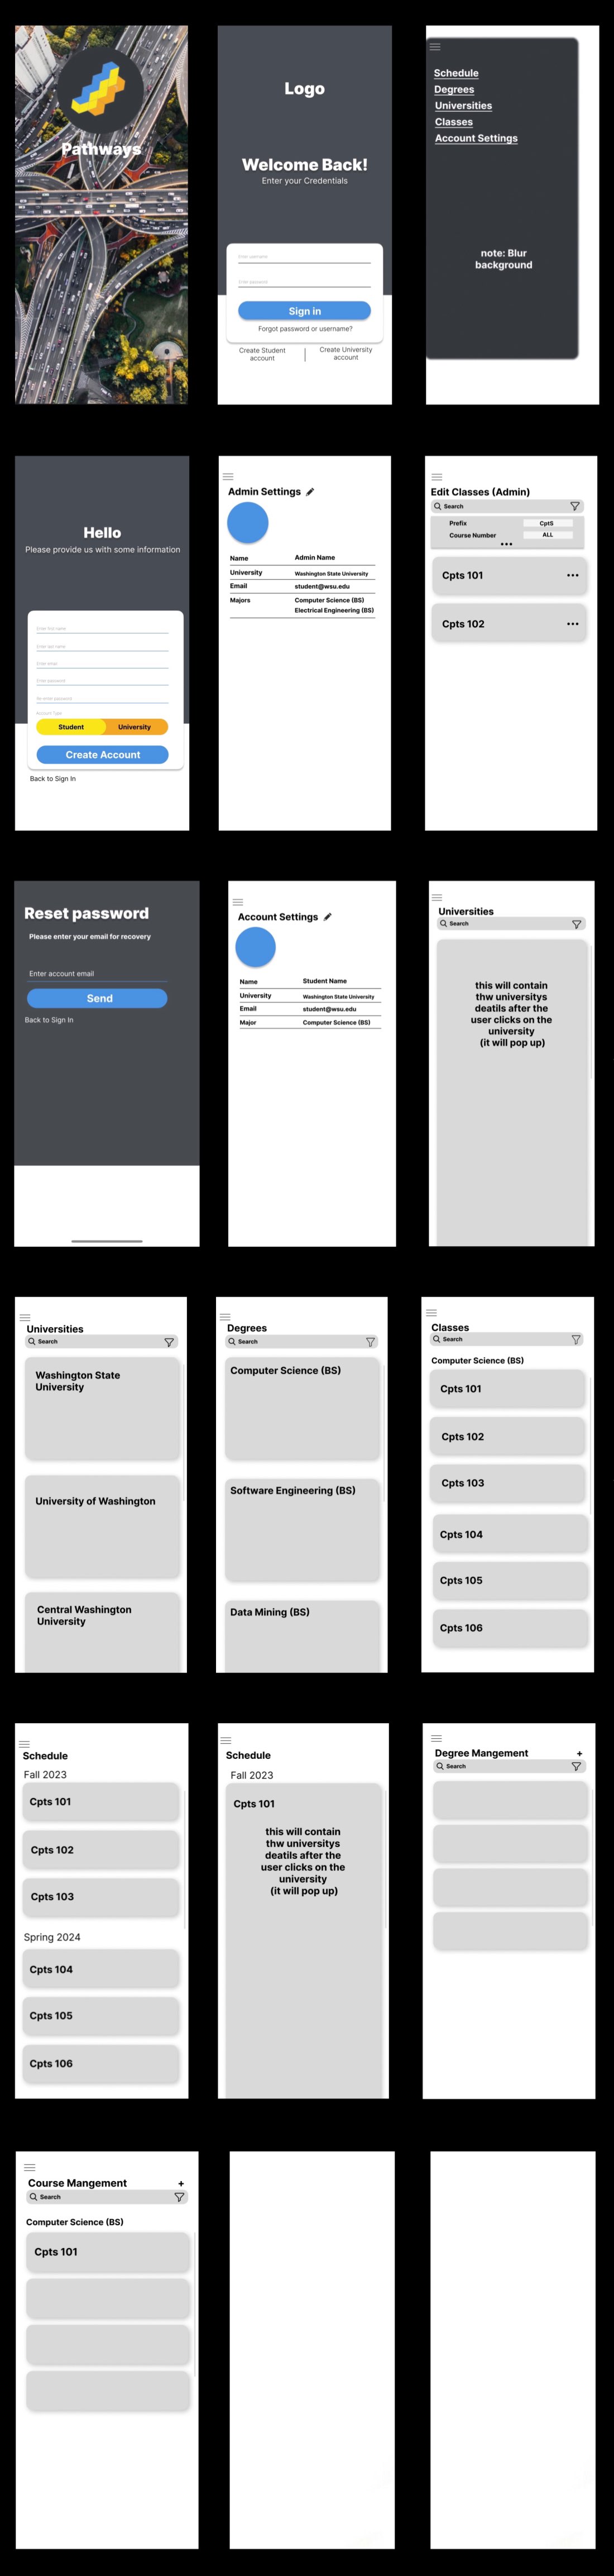 Pathways
Logo
Welcome Back!
Enter your Credentials
Enter username
Enter password
Sign in
Forgot password or username?
Create Student
account
Create University
account
Schedule
Degrees
Universities
Classes
Account Settings
note: Blur
background
Hello
Please provide us with some information
Enter first name
Enter last name
Enter email
Enter password
Re-enter password
Account Type
Student
University
Create Account
Back to Sign In
Admin Settings
Name Admin Name
University Washington State University
Email student@wsu.edu
Majors Computer Science (BS)
Electrical Engineering (BS)
Edit Classes (Admin)
Search
Prefix CptS
Course Number ALL
Cpts 101
Cpts 102
Reset password
Please enter your email for recovery
Enter account email
Send
Back to Sign In
Account Settings
Name Student Name
University Washington State University
Email student@wsu.edu
Major Computer Science (BS)
Universities
Search
this will contain
thw universitys
deatils after the
user clicks on the
university
(it will pop up)
Universities
Search
Washington State
University
University of Washington
Central Washington
University
Degrees
Search
Computer Science (BS)
Software Engineering (BS)
Data Mining (BS)
Classes
Search
Computer Science (BS)
Cpts 101
Cpts 102
Cpts 103
Cpts 104
Cpts 105
Cpts 106
Schedule
Fall 2023
Cpts 101
Cpts 102
Cpts 103
Spring 2024
Cpts 104
Cpts 105
Cpts 106
Schedule
Fall 2023
Cpts 101
this will contain
thw universitys
deatils after the
user clicks on the
university
(it will pop up)
Degree Mangement +
Search
Course Mangement +
Search
Computer Science (BS)
Cpts 101